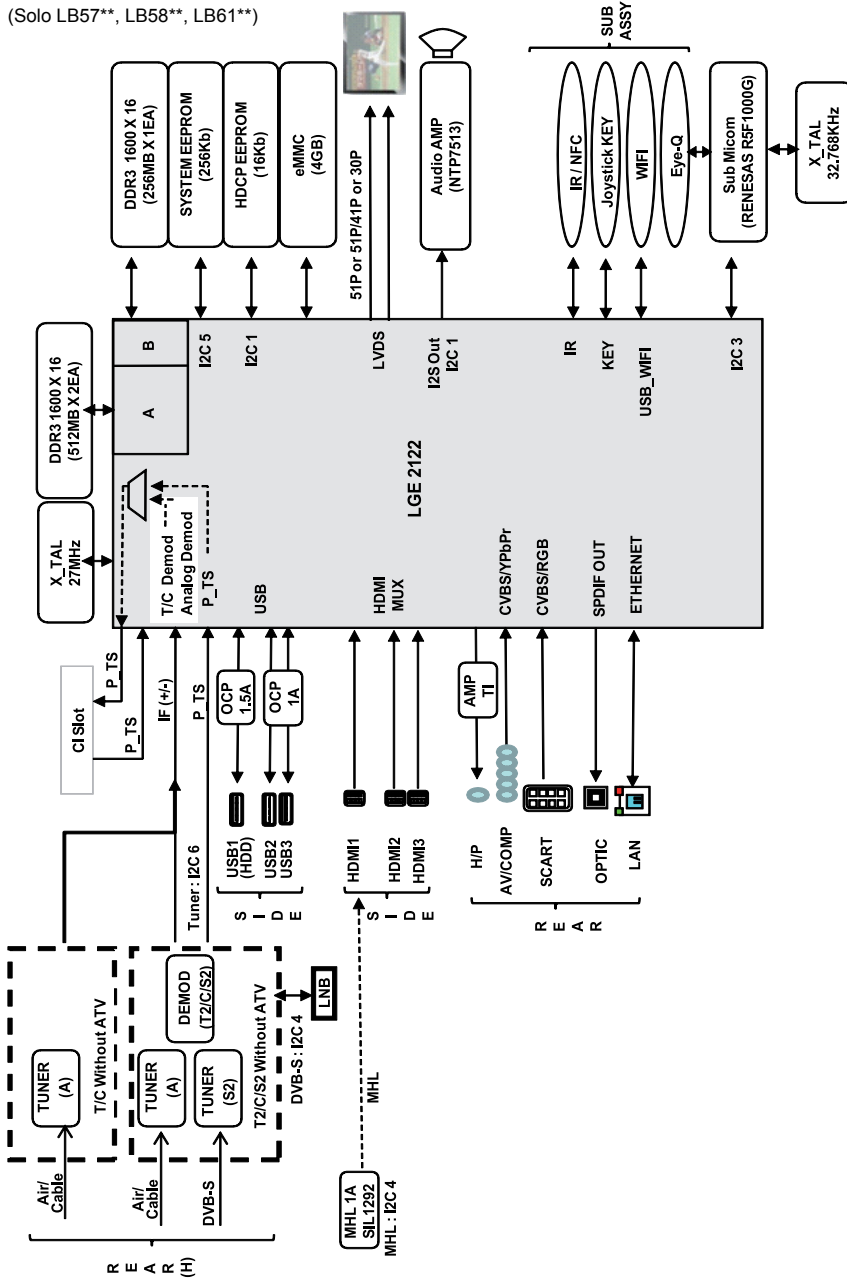 (Solo LB57**, LB58**, LB61**)
SUB
ASSY
DDR3 1600 X 16
(256MB X 1EA)
SYSTEM EEPROM
(256Kb)
HDCP EEPROM
(16Kb)
eMMC
(4GB)
51P or 51P/41P or 30P
Audio AMP
(NTP7513)
IR / NFC
Joystick KEY
WIFI
Eye-Q
Sub Micom
(RENESAS R5F1000G)
X_TAL
32.768KHz
DDR3 1600 X 16
(512MB X 2EA)
A
B
I2C 5
I2C 1
LVDS
I2S Out
I2C 1
IR
KEY
USB_WIFI
I2C 3
X_TAL
27MHz
T/C Demod
Analog Demod
P_TS
USB
HDMI
MUX
LGE 2122
CVBS/YPbPr
CVBS/RGB
SPDIF OUT
ETHERNET
CI Slot
P_TS
P_TS
IF (+/-)
P_TS
Tuner : I2C 6
OCP
1.5A
OCP
1A
USB1
(HDD)
USB2
USB3
S I D E
HDMI1
HDMI2
HDMI3
S I D E
AMP
TI
H/P
AV/COMP
SCART
OPTIC
LAN
R E A R
TUNER
(A)
T/C Without ATV
TUNER
(A)
TUNER
(S2)
DEMOD
(T2/C/S2)
T2/C/S2 Without ATV
DVB-S : I2C 4
LNB
MHL
MHL 1A
SIL1292
MHL : I2C 4
Air/
Cable
Air/
Cable
DVB-S
R E A R
(H)